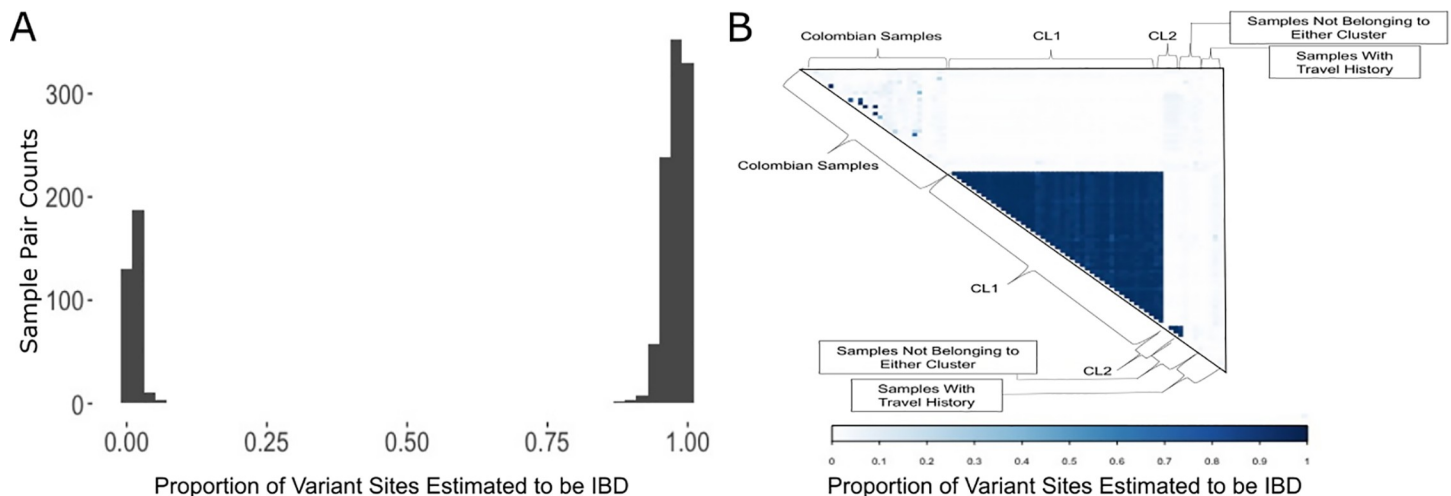 A
Sample Pair Counts
300-
200-
100-
0-
0.00 0.25 0.50 0.75 1.00
Proportion of Variant Sites Estimated to be IBD
B
Colombian Samples
CL1
CL2
Samples Not Belonging to
Either Cluster
Samples With
Travel History
Colombian Samples
CL1
Samples Not Belonging to
Either Cluster
CL2
Samples With
Travel History
0 0.1 0.2 0.3 0.4 0.5 0.6 0.7 0.8 0.9 1
Proportion of Variant Sites Estimated to be IBD